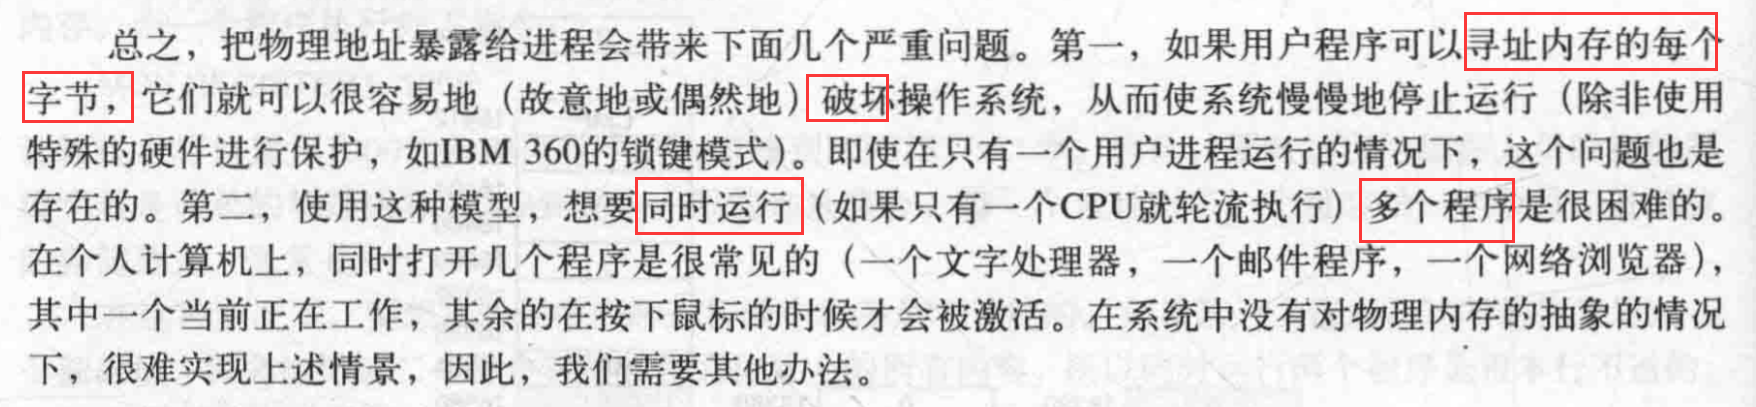 总之，把物理地址暴露给进程会带来下面几个严重问题。第一，如果用户程序可以寻址内存的每个
字节，它们就可以很容易地（故意地或偶然地）破坏操作系统，从而使系统慢慢地停止运行（除非使用
特殊的硬件进行保护，如IBM 360的锁键模式）。即使在只有一个用户进程运行的情况下，这个问题也是
存在的。第二，使用这种模型，想要同时运行（如果只有一个CPU就轮流执行）多个程序是很困难的。
在个人计算机上，同时打开几个程序是很常见的（一个文字处理器，一个邮件程序，一个网络浏览器），
其中一个当前正在工作，其余的在按下鼠标的时候才会被激活。在系统中没有对物理内存的抽象的情况
下，很难实现上述情景，因此，我们需要其他办法。